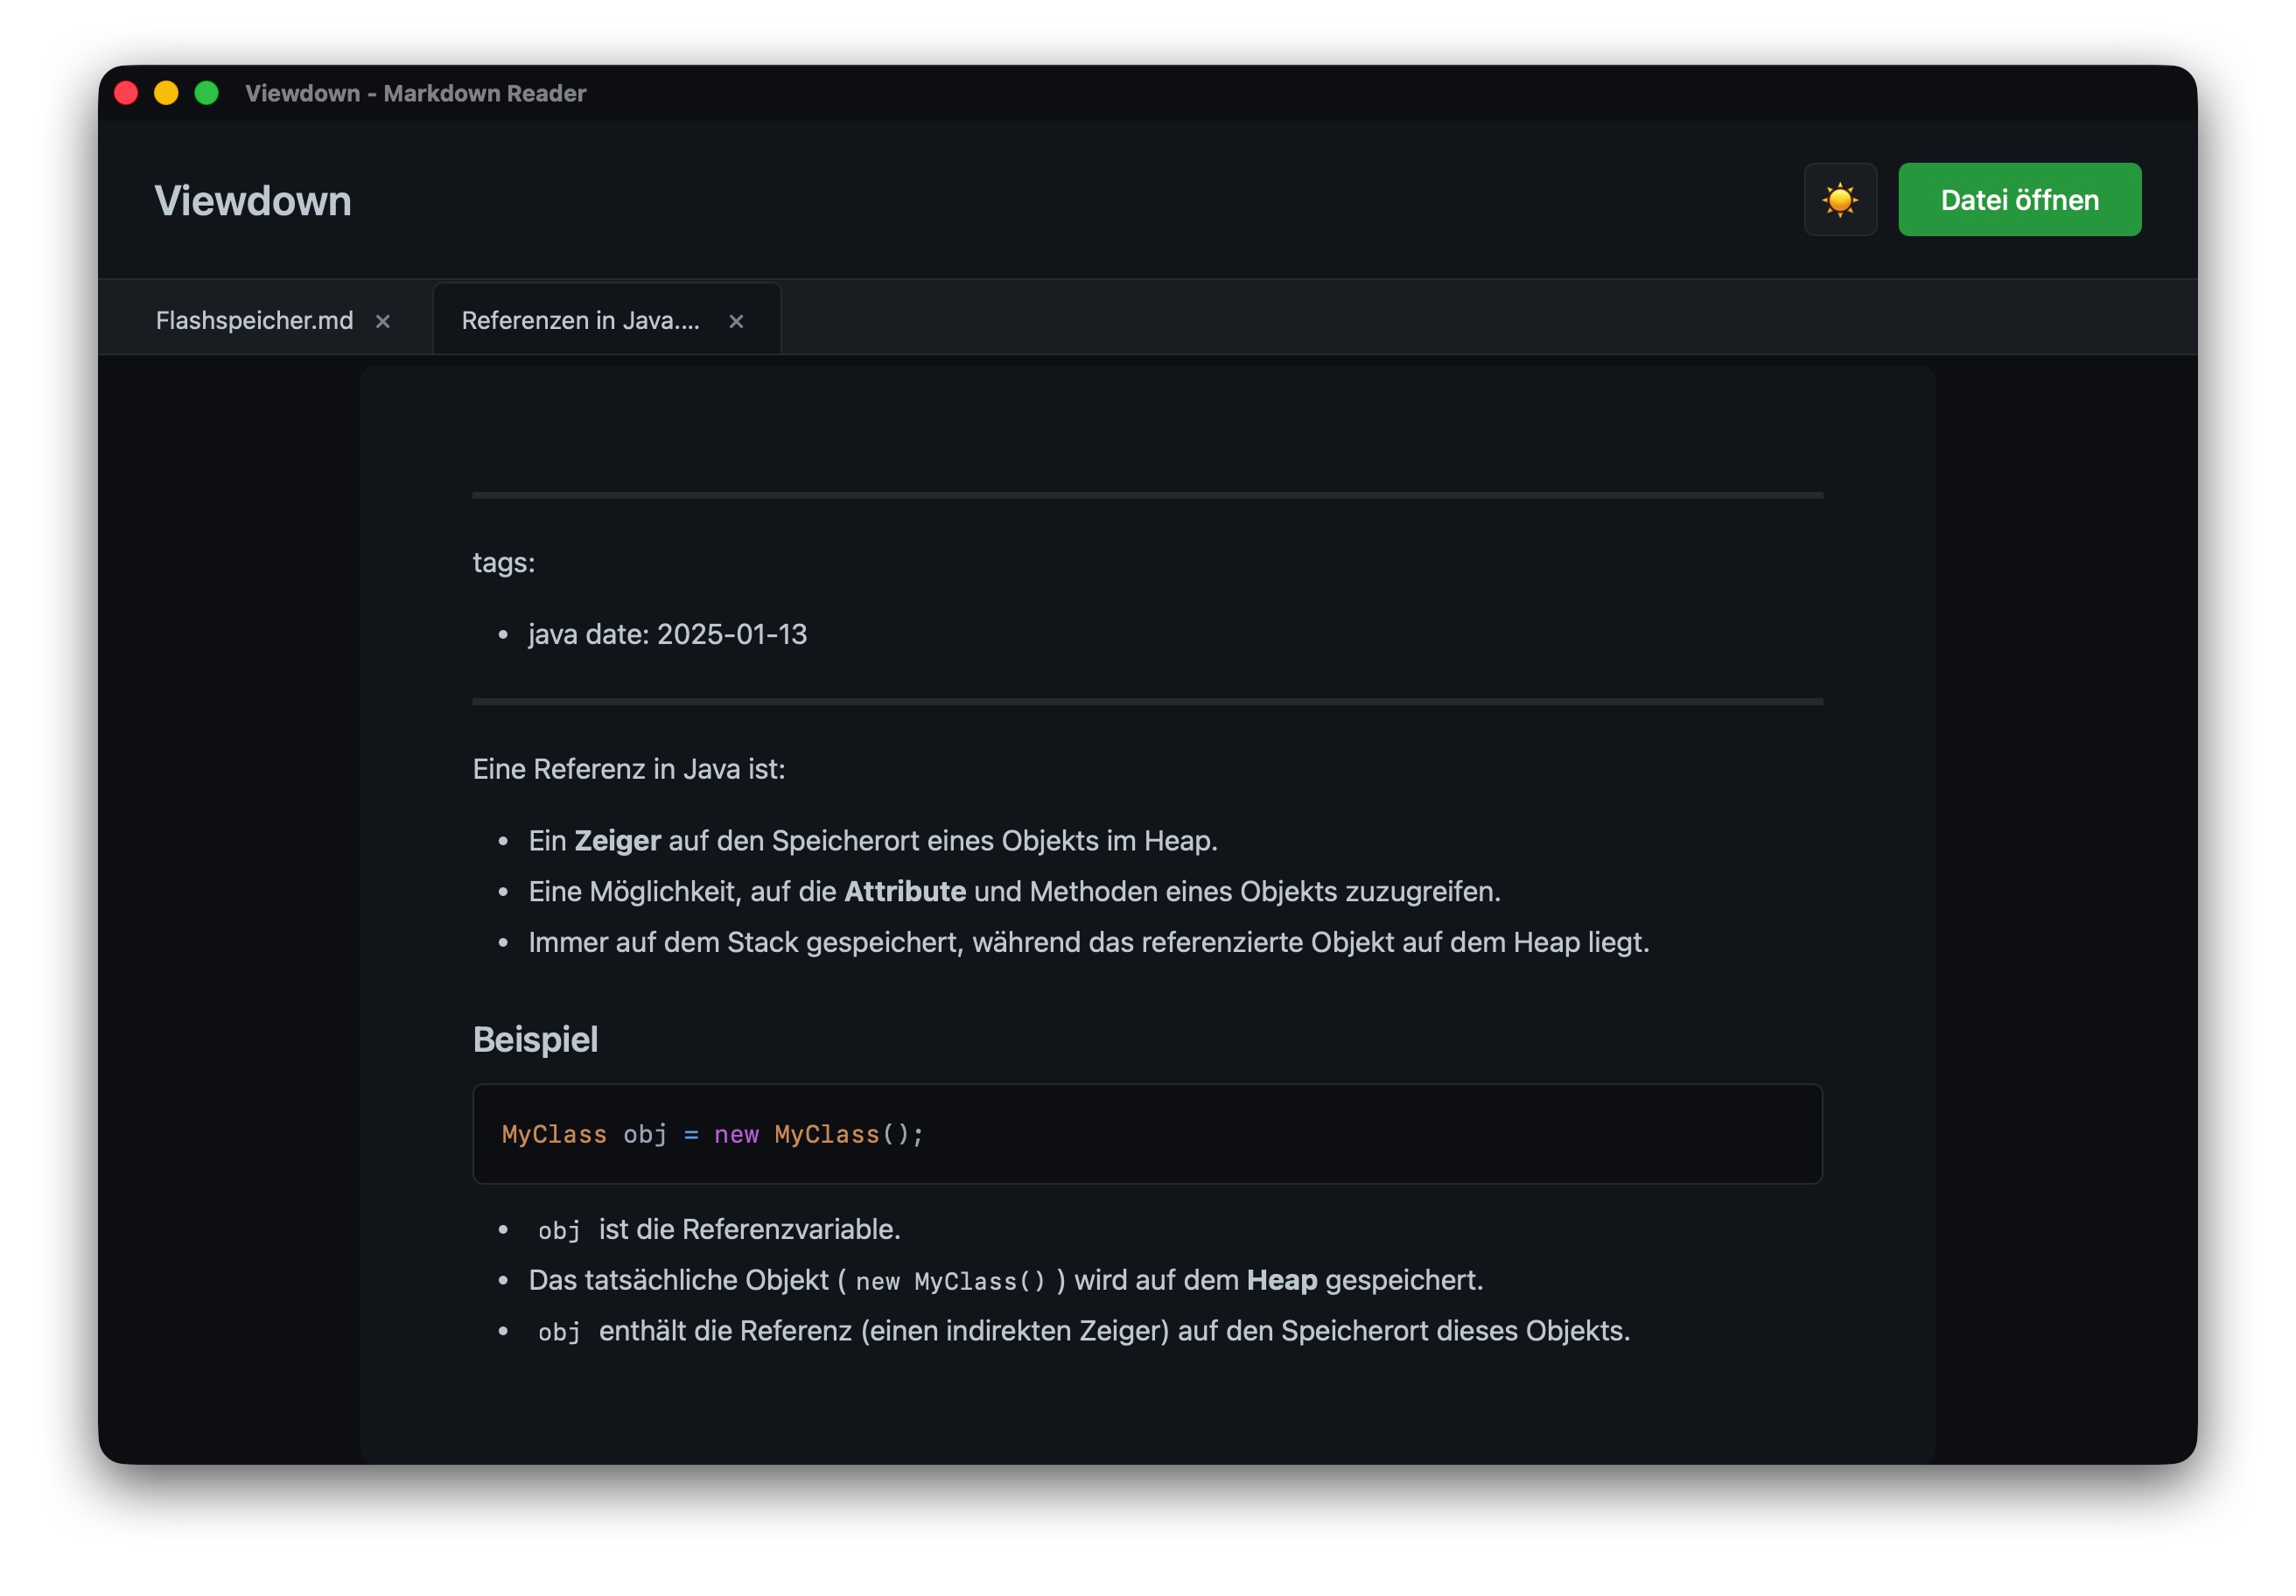 Viewdown - Markdown Reader
Viewdown
Datei öffnen
Flashspeicher.md ×
Referenzen in Java.... ×
tags:
• java date: 2025-01-13
Eine Referenz in Java ist:
• Ein Zeiger auf den Speicherort eines Objekts im Heap.
• Eine Möglichkeit, auf die Attribute und Methoden eines Objekts zuzugreifen.
• Immer auf dem Stack gespeichert, während das referenzierte Objekt auf dem Heap liegt.
Beispiel
MyClass obj = new MyClass();
• obj ist die Referenzvariable.
• Das tatsächliche Objekt ( new MyClass() ) wird auf dem Heap gespeichert.
• obj enthält die Referenz (einen indirekten Zeiger) auf den Speicherort dieses Objekts.